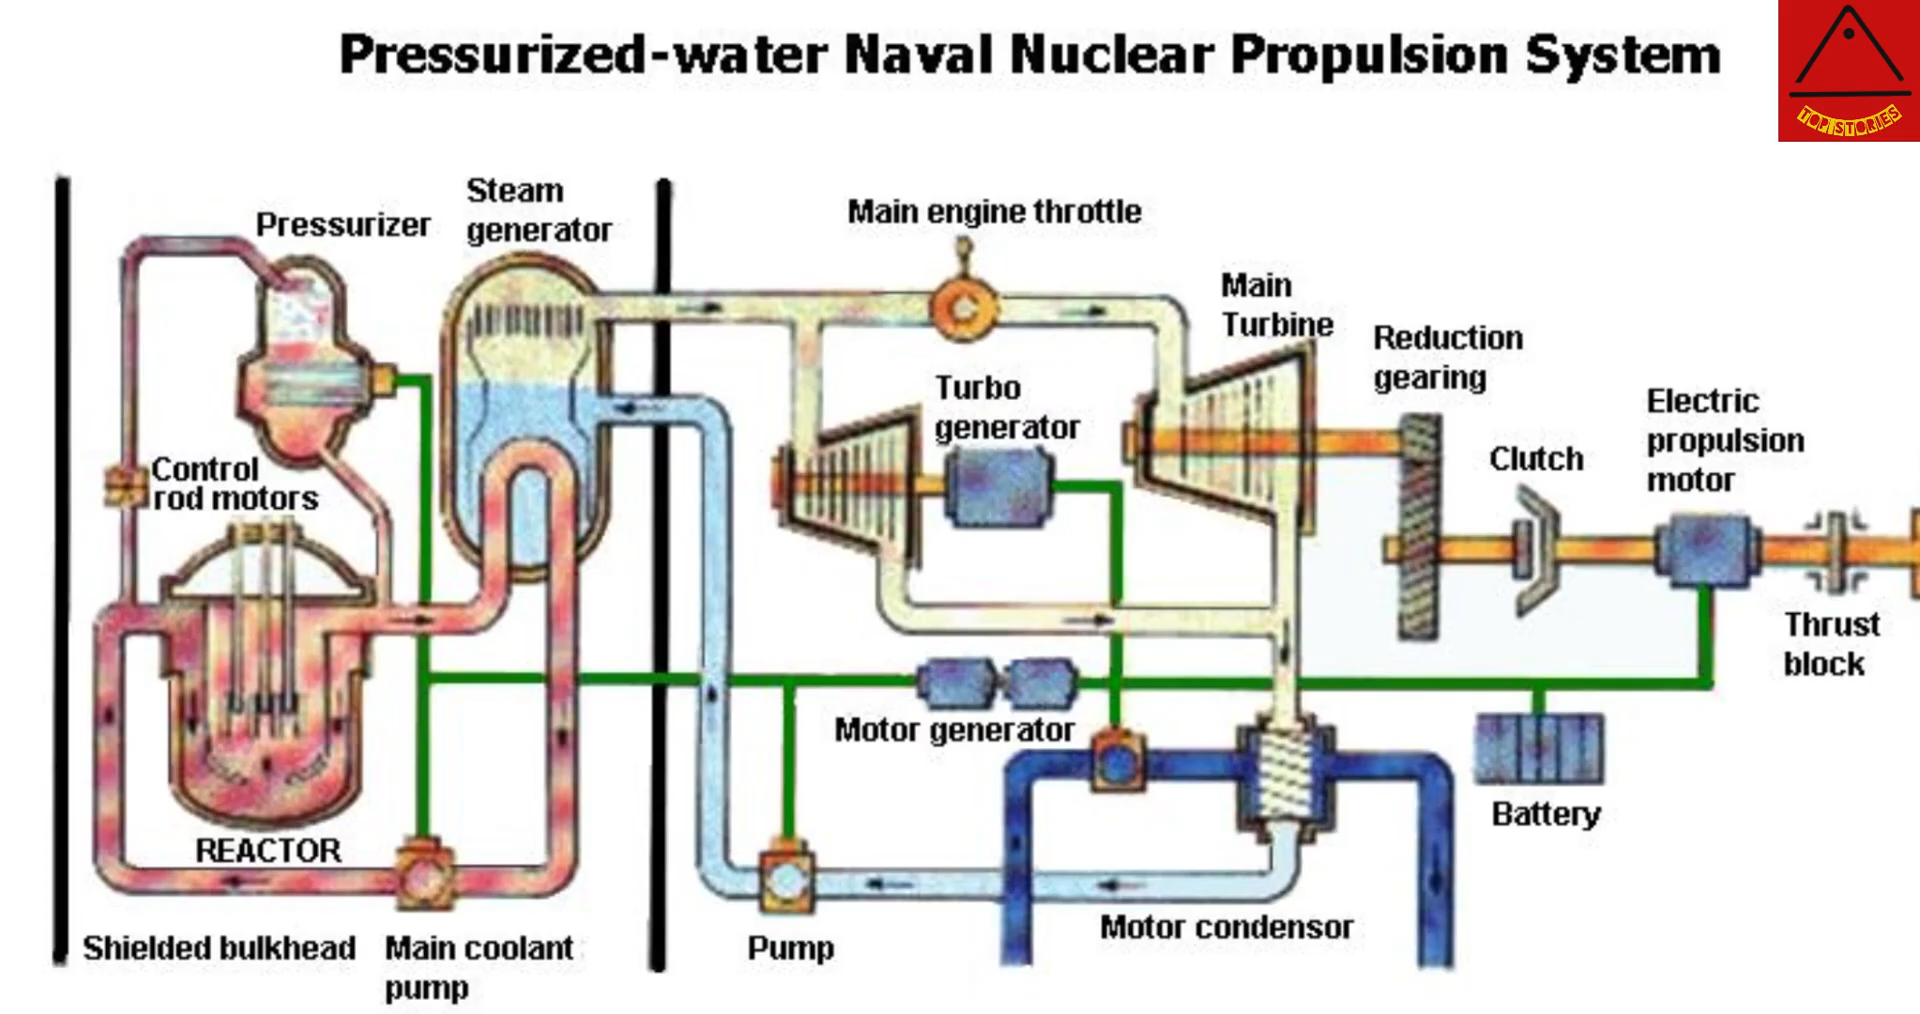 Pressurized-water Naval Nuclear Propulsion System
TOP STORIES
Steam
generator
Pressurizer
Main engine throttle
Main
Turbine
Reduction
gearing
Turbo
generator
Electric
propulsion
motor
Clutch
Control
rod motors
Thrust
block
Motor generator
Battery
REACTOR
Motor condensor
Shielded bulkhead
Main coolant
pump
Pump